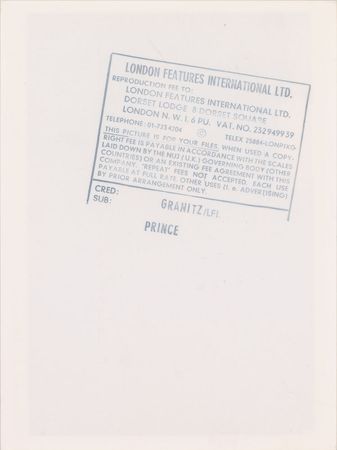 LONDON FEATURES INTERNATIONAL LTD.
REPRODUCTION FEE TO:
LONDON FEATURES INTERNATIONAL LTD.
DORSET LODGE 8 DORSET SQUARE
LONDON N.W.1.6 PU. VAT. NO. 232 9499 39
TELEPHONE: 01-723 4204 © TELEX 25884-LONPIXG
THIS PICTURE IS FOR YOUR FILES. WHEN USED A COPY-
RIGHT FEE IS PAYABLE IN ACCORDANCE WITH THE SCALES
LAID DOWN BY THE NUJ (U.K.) GOVERNING BODY (OTHER
COUNTRIES) OR AN EXISTING FEE AGREEMENT WITH THIS
COMPANY. "REPEAT" FEES NOT ACCEPTED. EACH USE
PAYABLE AT FULL RATE. OTHER USES (I. e. ADVERTISING)
BY PRIOR ARRANGEMENT ONLY.
CRED: GRANITZ/LFI
SUB: PRINCE